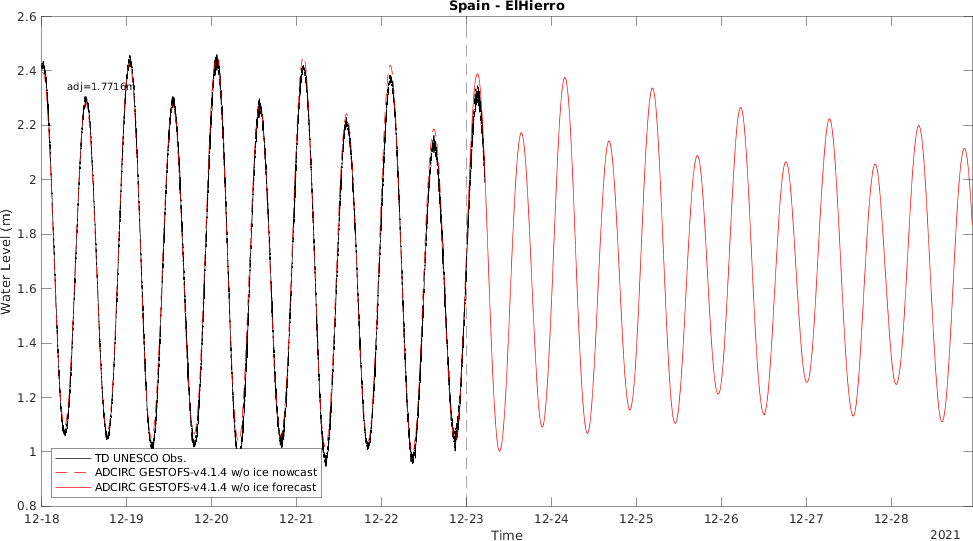 Spain - ElHierro
2.6
2.4
adj=1.7716m
2.2
2
1.8
1.6
1.4
1.2
1
0.8
Water Level (m)
TD UNESCO Obs.
ADCIRC GESTOFS-v4.1.4 w/o ice nowcast
ADCIRC GESTOFS-v4.1.4 w/o ice forecast
12-18 12-19 12-20 12-21 12-22 12-23 12-24 12-25 12-26 12-27 12-28
Time
2021